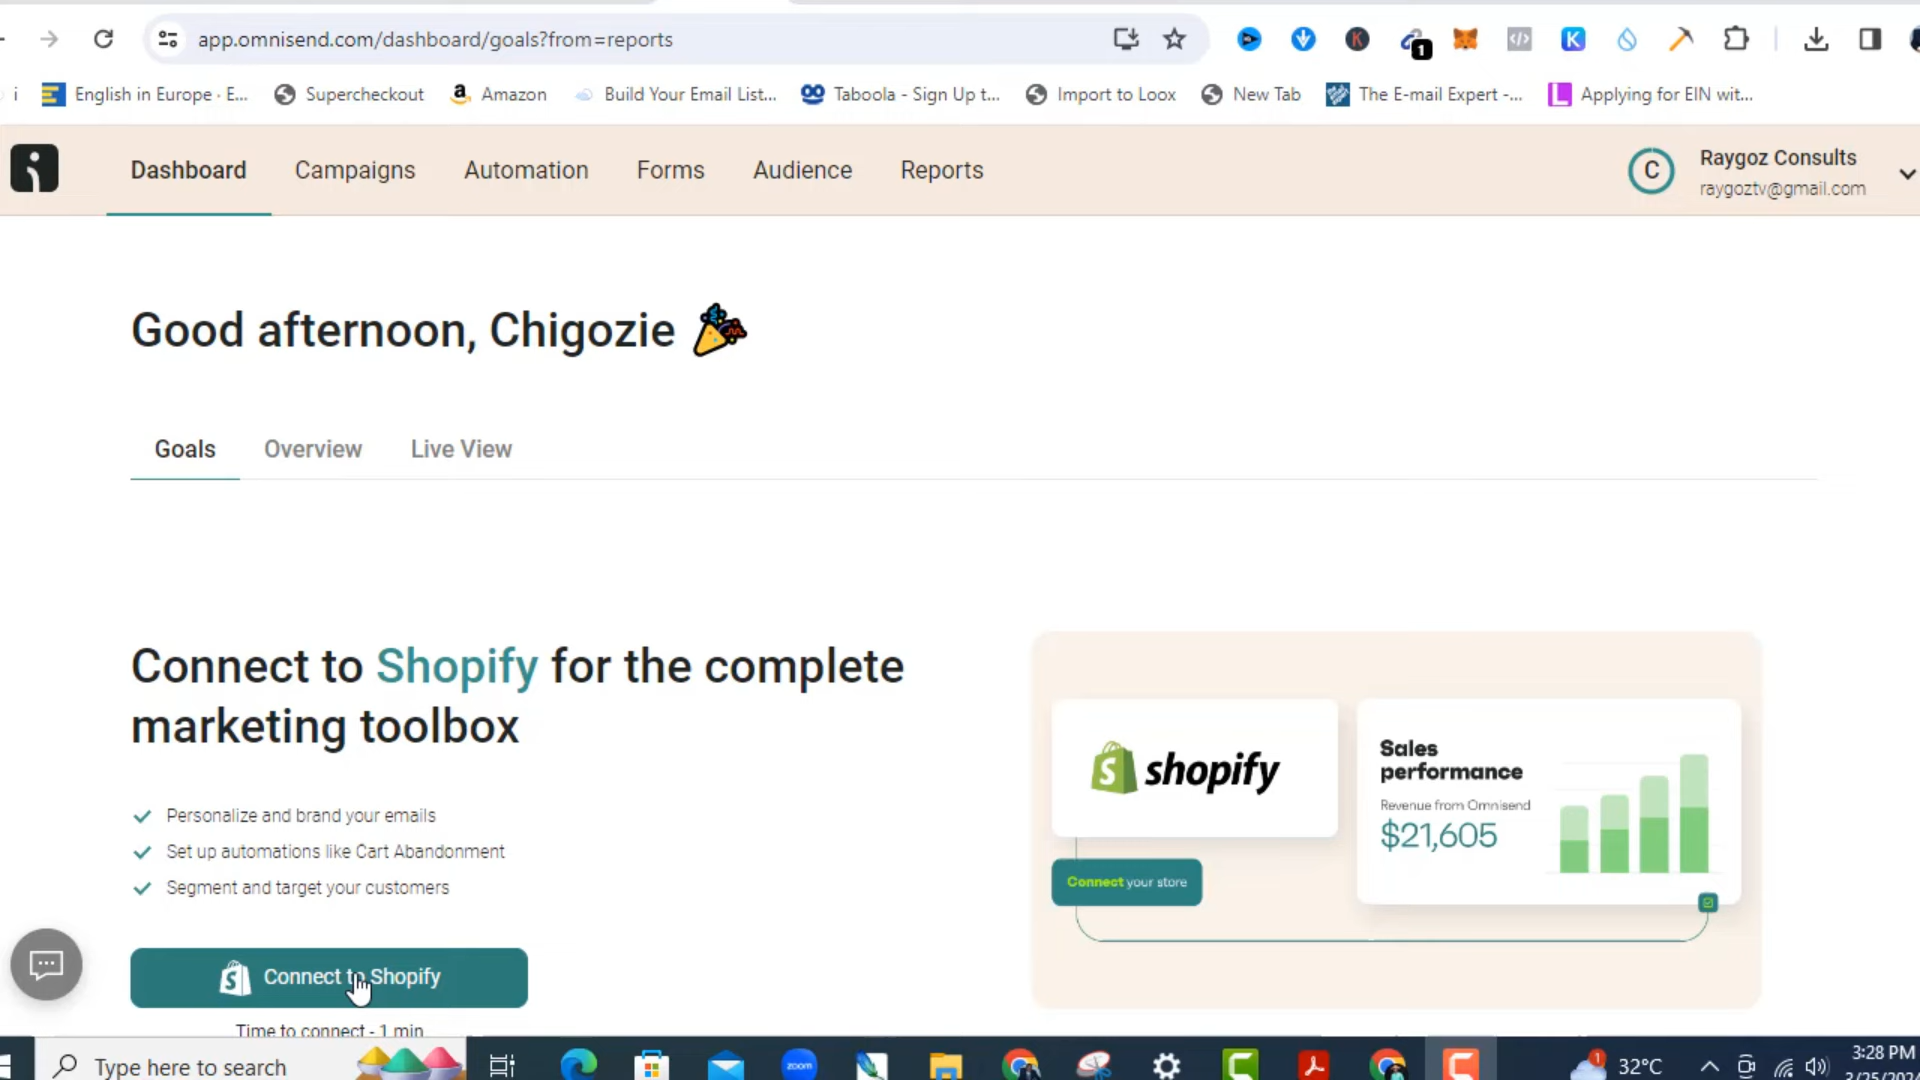 app.omnisend.com/dashboard/goals?from=reports
1
i
English in Europe · E...
Supercheckout
Amazon
Build Your Email List...
Taboola - Sign Up t...
Import to Loox
New Tab
The E-mail Expert -...
Applying for EIN wit...
Dashboard
Campaigns
Automation
Forms
Audience
Reports
C
Raygoz Consults
raygoztv@gmail.com
Good afternoon, Chigozie
Goals
Overview
Live View
Connect to Shopify for the complete
marketing toolbox
Personalize and brand your emails
Set up automations like Cart Abandonment
Segment and target your customers
Connect to Shopify
Time to connect - 1 min
shopify
Connect your store
Sales
performance
Revenue from Omnisend
$21,605
Type here to search
zoom
1
32°C
3:28 PM